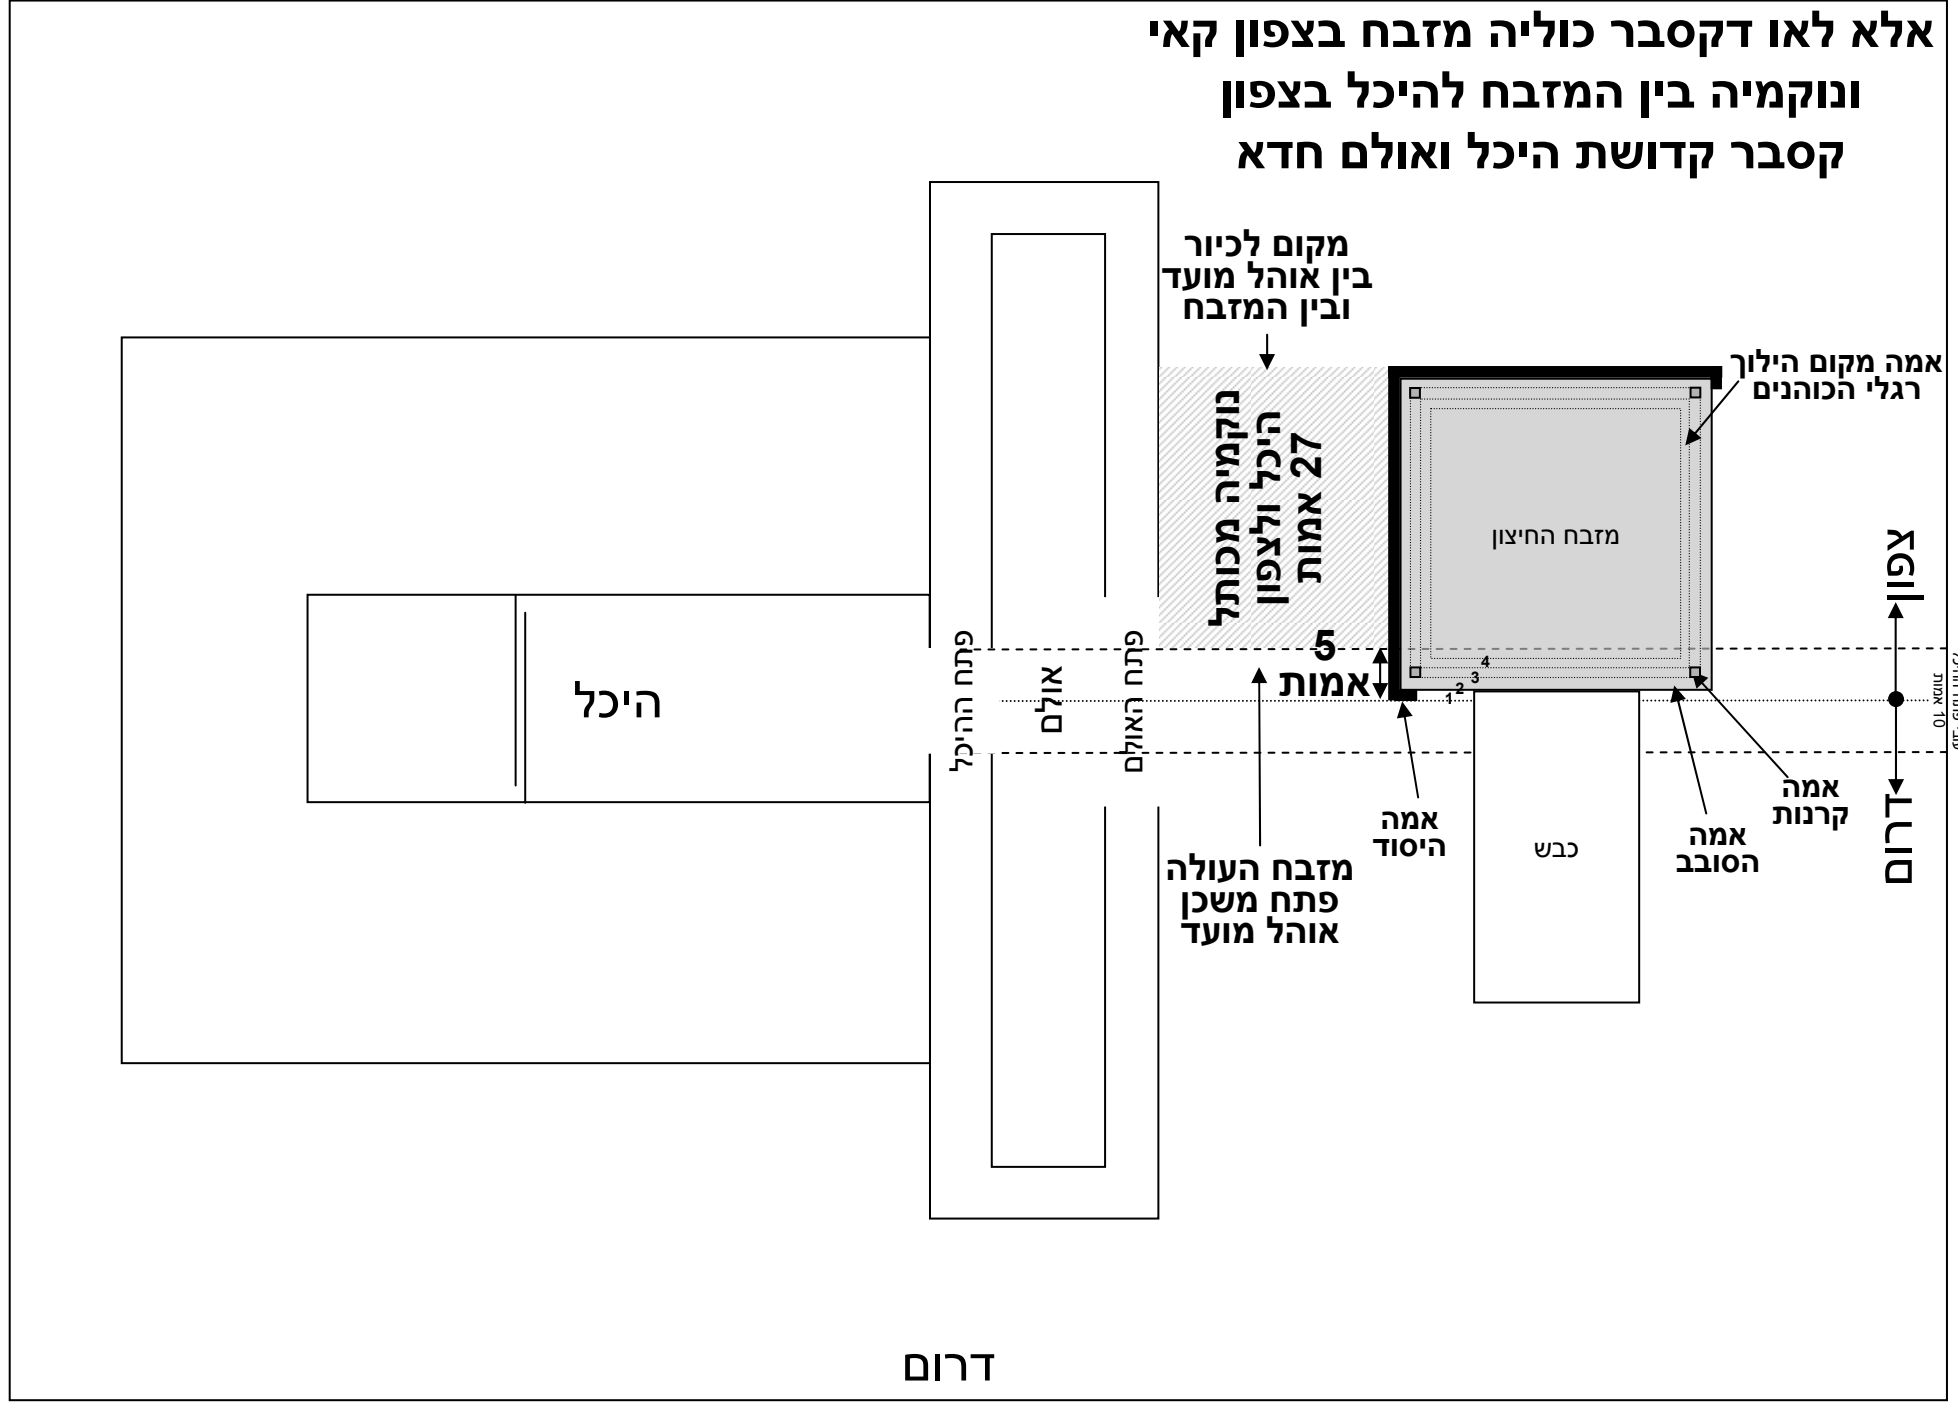 אלא לאו דקסבר כוליה מזבח בצפון קאי
ונוקמיה בין המזבח להיכל בצפון
קסבר קדושת היכל ואולם חדא
מקום לכיור
בין אוהל מועד
ובין המזבח
אמה מקום הילוך
רגלי הכוהנים
נוקמיה מכותל
היכל ולצפון
27 אמות
מזבח החיצון
צפון
5
אמות
4
3
2
1
פתח ההיכל
אולם
פתח האולם
היכל
10 אמות
אמה
קרנות
אמה
היסוד
אמה
הסובב
דרום
כבש
מזבח העולה
פתח משכן
אוהל מועד
דרום